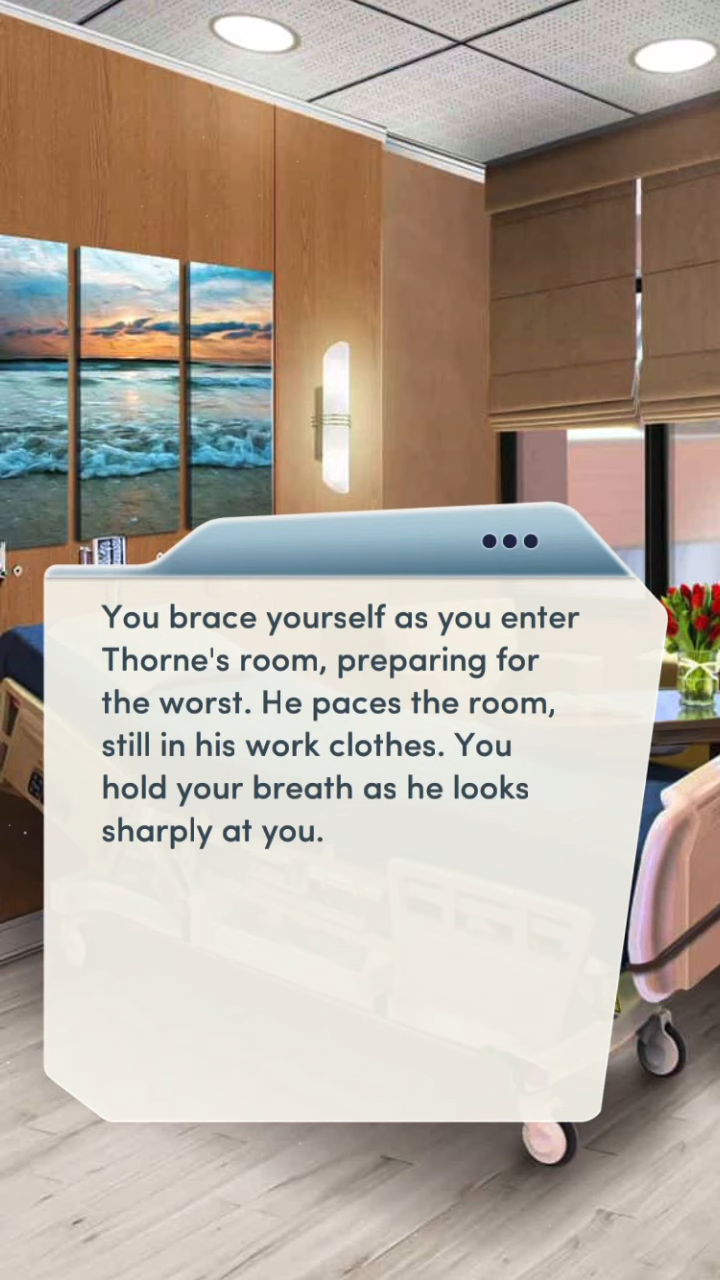 You brace yourself as you enter
Thorne's room, preparing for
the worst. He paces the room,
still in his work clothes. You
hold your breath as he looks
sharply at you.